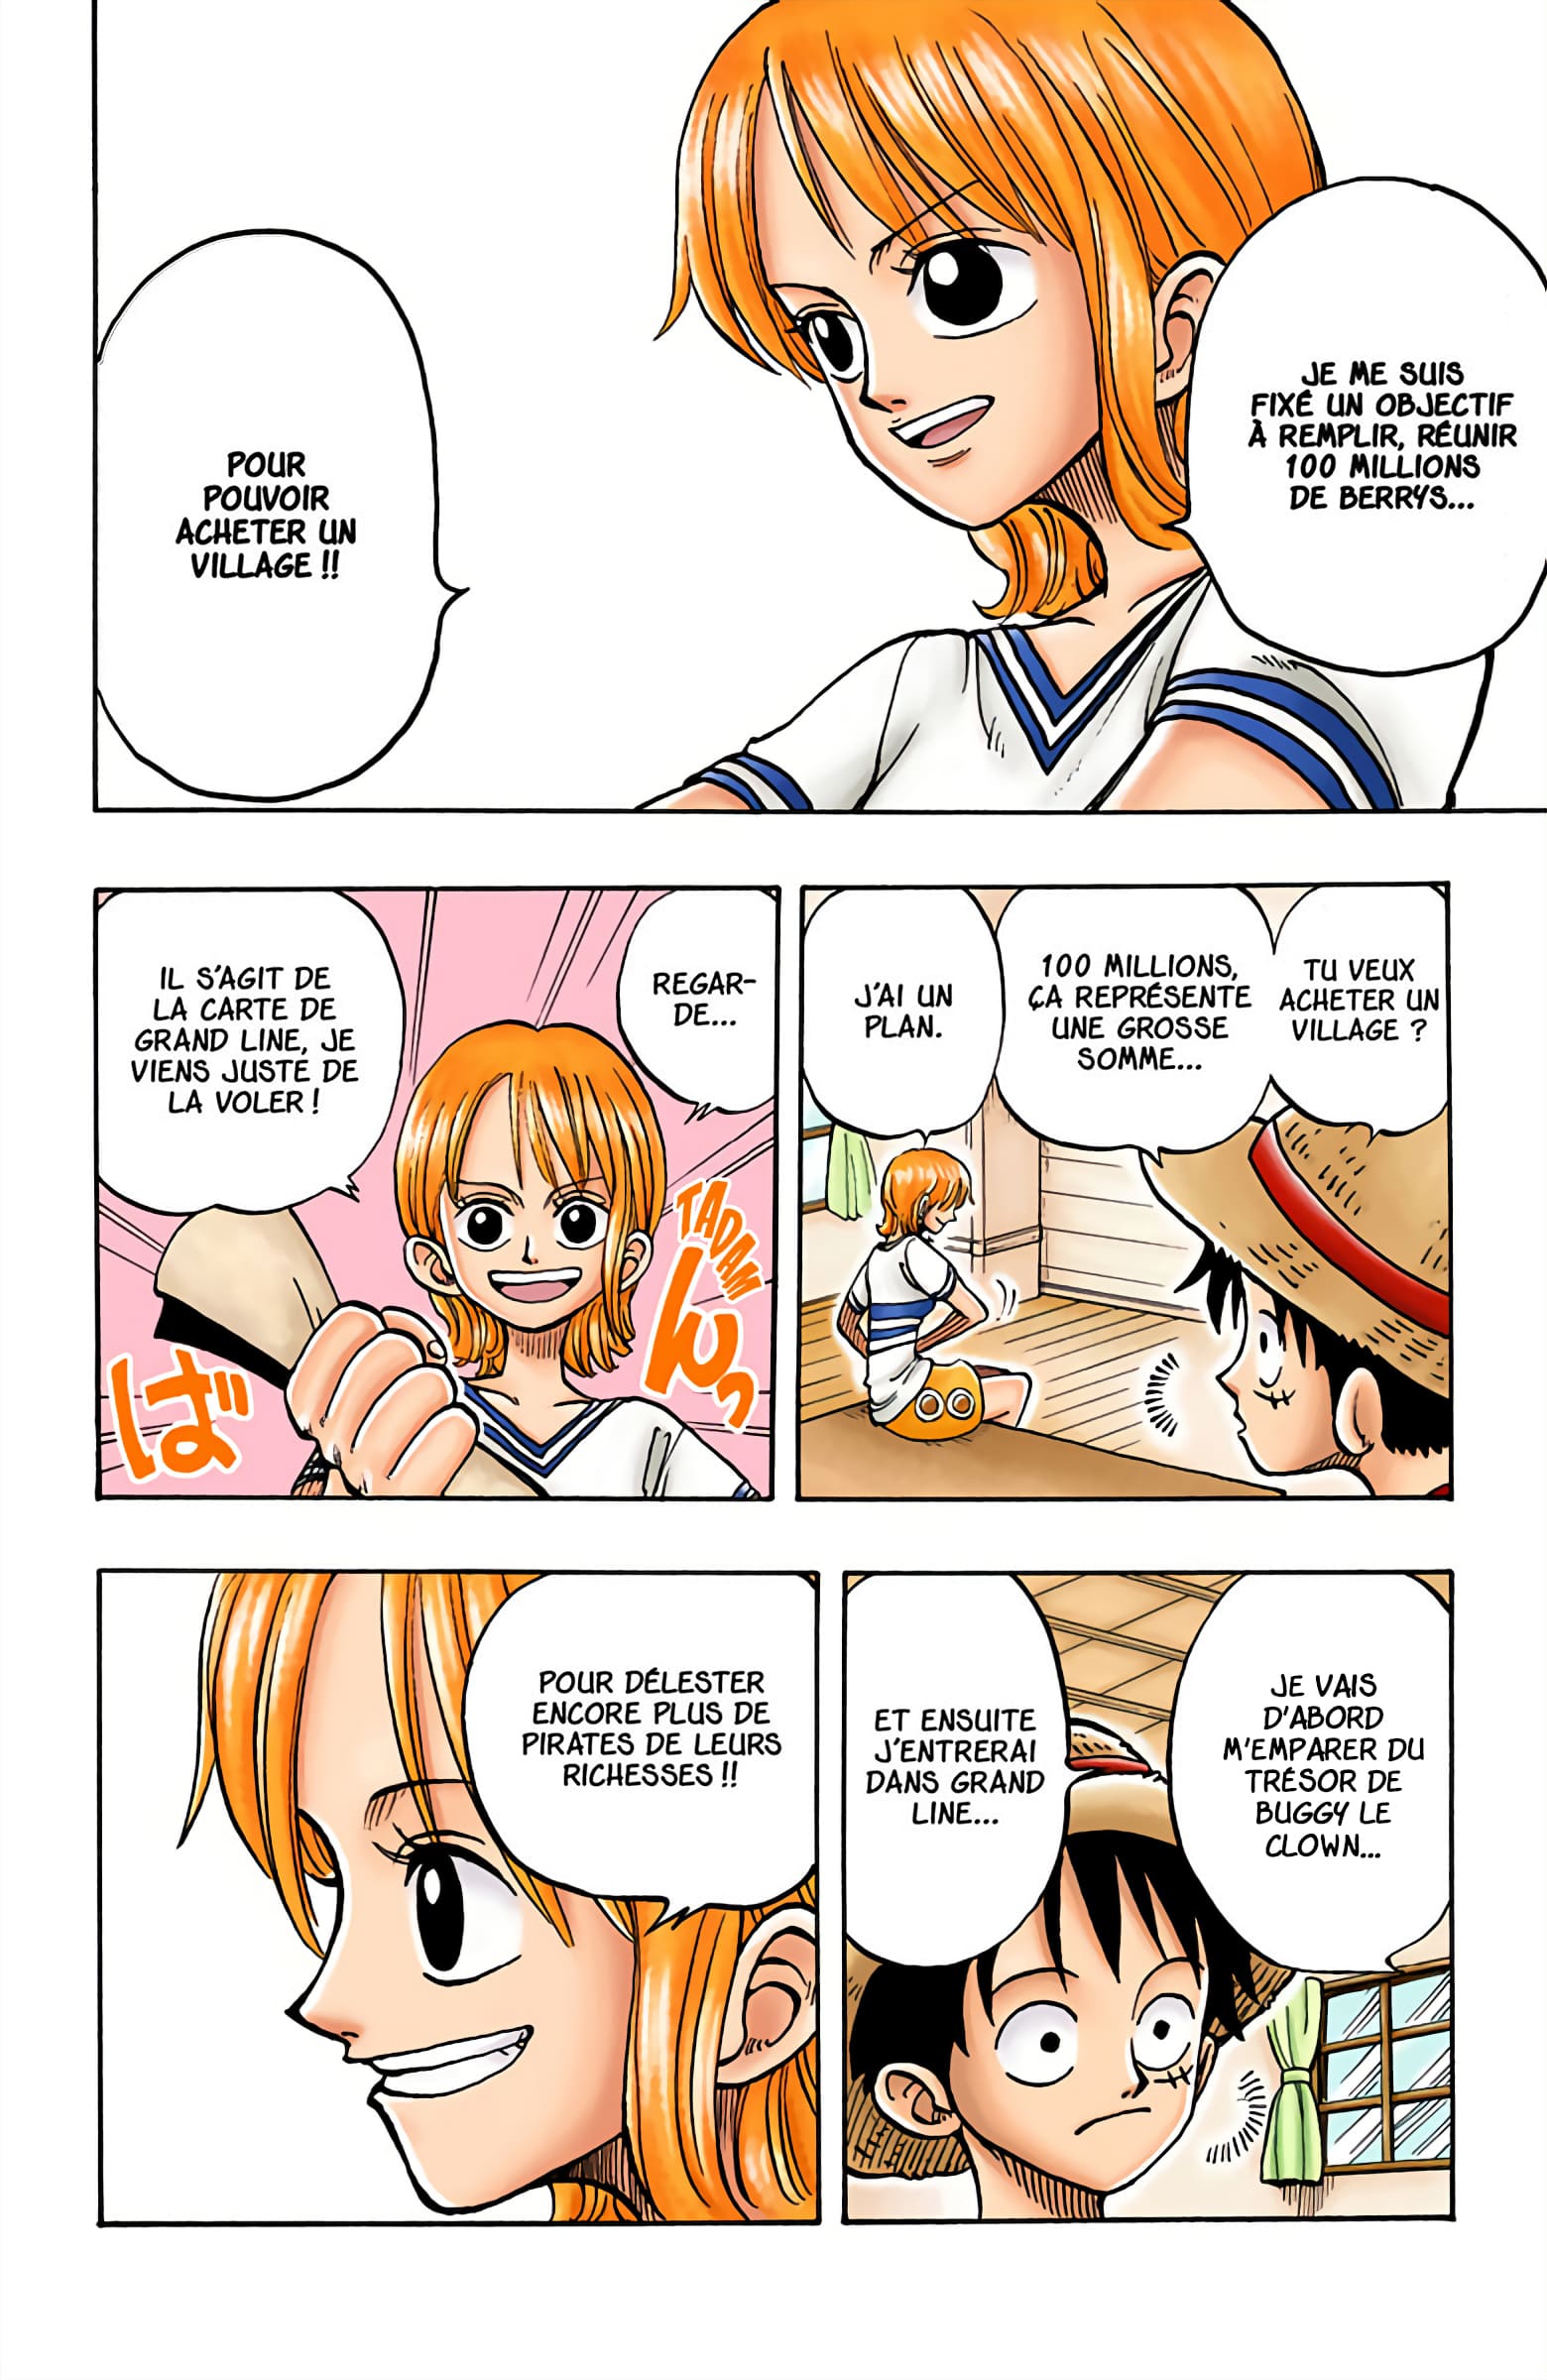 JE ME SUIS
FIXÉ UN OBJECTIF
À REMPLIR, RÉUNIR
100 MILLIONS
DE BERRYS...
POUR
POUVOIR
ACHETER UN
VILLAGE !!
TU VEUX
ACHETER UN
VILLAGE ?
100 MILLIONS,
ÇA REPRÉSENTE
UNE GROSSE
SOMME...
J'AI UN
PLAN.
REGAR-
DE...
IL S'AGIT DE
LA CARTE DE
GRAND LINE, JE
VIENS JUSTE DE
LA VOLER !
TADAM
ばんっ
JE VAIS
D'ABORD
M'EMPARER DU
TRÉSOR DE
BUGGY LE
CLOWN...
ET ENSUITE
J'ENTRERAI
DANS GRAND
LINE...
POUR DÉLESTER
ENCORE PLUS DE
PIRATES DE LEURS
RICHESSES !!